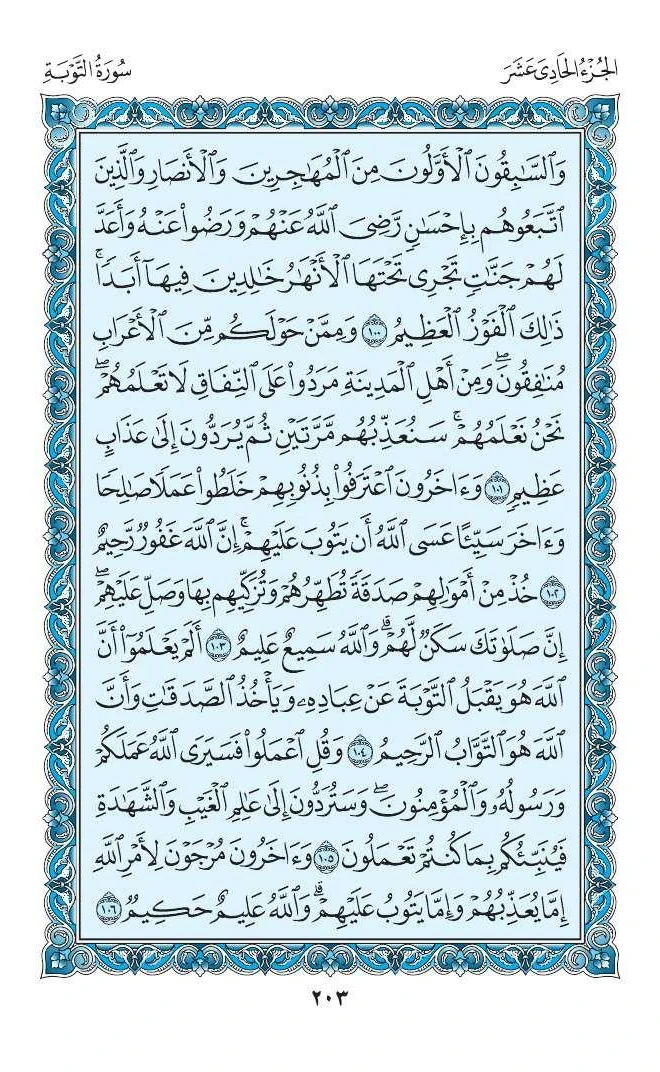 الجُزْءُ الحَادِىَ عَشَرَ
سُورَةُ التَّوْبَةِ
وَٱلسَّٰبِقُونَ ٱلْأَوَّلُونَ مِنَ ٱلْمُهَٰجِرِينَ وَٱلْأَنصَارِ وَٱلَّذِينَ
ٱتَّبَعُوهُم بِإِحْسَٰنٍ رَّضِىَ ٱللَّهُ عَنْهُمْ وَرَضُوا۟ عَنْهُ وَأَعَدَّ
لَهُمْ جَنَّٰتٍ تَجْرِى تَحْتَهَا ٱلْأَنْهَٰرُ خَٰلِدِينَ فِيهَآ أَبَدًا ۚ
ذَٰلِكَ ٱلْفَوْزُ ٱلْعَظِيمُ ١٠٠ وَمِمَّنْ حَوْلَكُم مِّنَ ٱلْأَعْرَابِ
مُنَٰفِقُونَ ۖ وَمِنْ أَهْلِ ٱلْمَدِينَةِ مَرَدُوا۟ عَلَى ٱلنِّفَاقِ لَا تَعْلَمُهُمْ ۖ
نَحْنُ نَعْلَمُهُمْ ۚ سَنُعَذِّبُهُم مَّرَّتَيْنِ ثُمَّ يُرَدُّونَ إِلَىٰ عَذَابٍ
عَظِيمٍ ١٠١ وَءَاخَرُونَ ٱعْتَرَفُوا۟ بِذُنُوبِهِمْ خَلَطُوا۟ عَمَلًا صَٰلِحًا
وَءَاخَرَ سَيِّئًا عَسَى ٱللَّهُ أَن يَتُوبَ عَلَيْهِمْ ۚ إِنَّ ٱللَّهَ غَفُورٌ رَّحِيمٌ
١٠٢ خُذْ مِنْ أَمْوَٰلِهِمْ صَدَقَةً تُطَهِّرُهُمْ وَتُزَكِّيهِم بِهَا وَصَلِّ عَلَيْهِمْ ۖ
إِنَّ صَلَوٰتَكَ سَكَنٌ لَّهُمْ ۗ وَٱللَّهُ سَمِيعٌ عَلِيمٌ ١٠٣ أَلَمْ يَعْلَمُوٓا۟ أَنَّ
ٱللَّهَ هُوَ يَقْبَلُ ٱلتَّوْبَةَ عَنْ عِبَادِهِۦ وَيَأْخُذُ ٱلصَّدَقَٰتِ وَأَنَّ
ٱللَّهَ هُوَ ٱلتَّوَّابُ ٱلرَّحِيمُ ١٠٤ وَقُلِ ٱعْمَلُوا۟ فَسَيَرَى ٱللَّهُ عَمَلَكُمْ
وَرَسُولُهُۥ وَٱلْمُؤْمِنُونَ ۖ وَسَتُرَدُّونَ إِلَىٰ عَٰلِمِ ٱلْغَيْبِ وَٱلشَّهَٰدَةِ
فَيُنَبِّئُكُم بِمَا كُنتُمْ تَعْمَلُونَ ١٠٥ وَءَاخَرُونَ مُرْجَوْنَ لِأَمْرِ ٱللَّهِ
إِمَّا يُعَذِّبُهُمْ وَإِمَّا يَتُوبُ عَلَيْهِمْ ۗ وَٱللَّهُ عَلِيمٌ حَكِيمٌ ١٠٦
٢٠٣